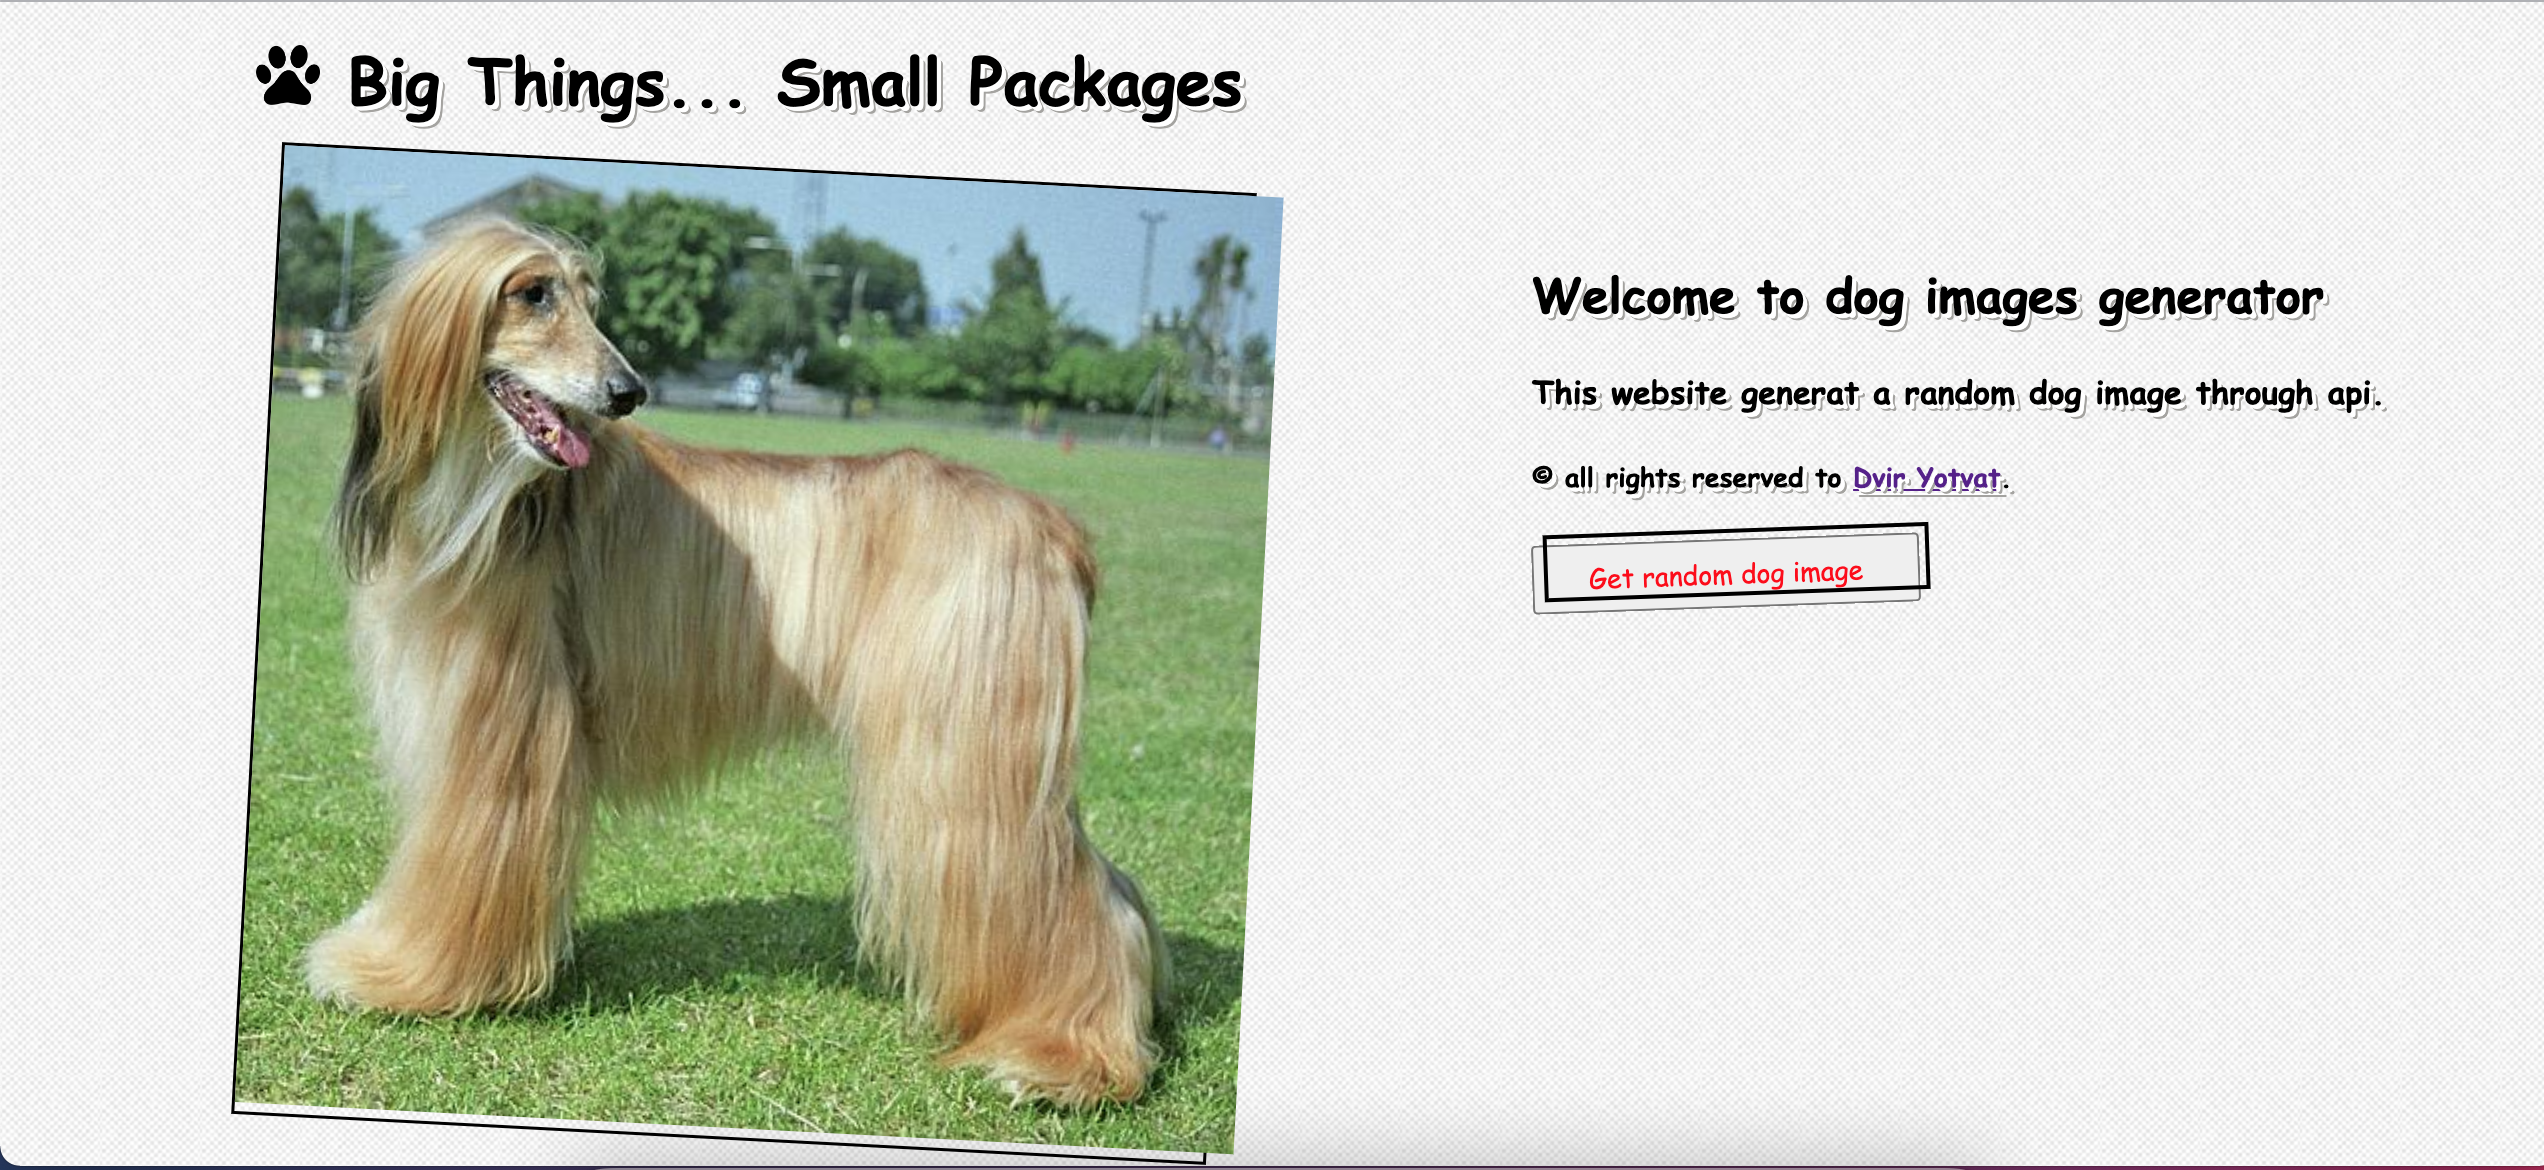 Big Things... Small Packages
Welcome to dog images generator
This website generat a random dog image through api.
© all rights reserved to Dvir Yotvat.
Get random dog image